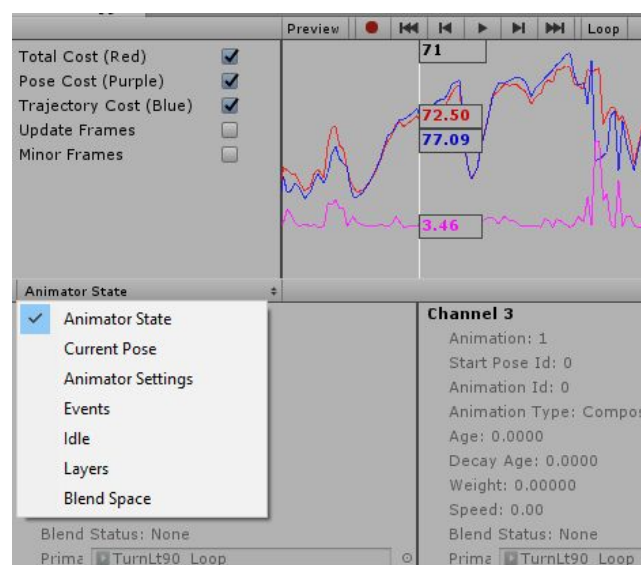 Preview Loop
Total Cost (Red)
Pose Cost (Purple)
Trajectory Cost (Blue)
Update Frames
Minor Frames
71
72.50
77.09
3.46
Animator State
Animator State
Current Pose
Animator Settings
Events
Idle
Layers
Blend Space
Blend Status: None
Prima TurnLt90_Loop
Channel 3
Animation: 1
Start Pose Id: 0
Animation Id: 0
Animation Type: Compos
Age: 0.0000
Decay Age: 0.0000
Weight: 0.00000
Speed: 0.00
Blend Status: None
Prima TurnLt90_Loop